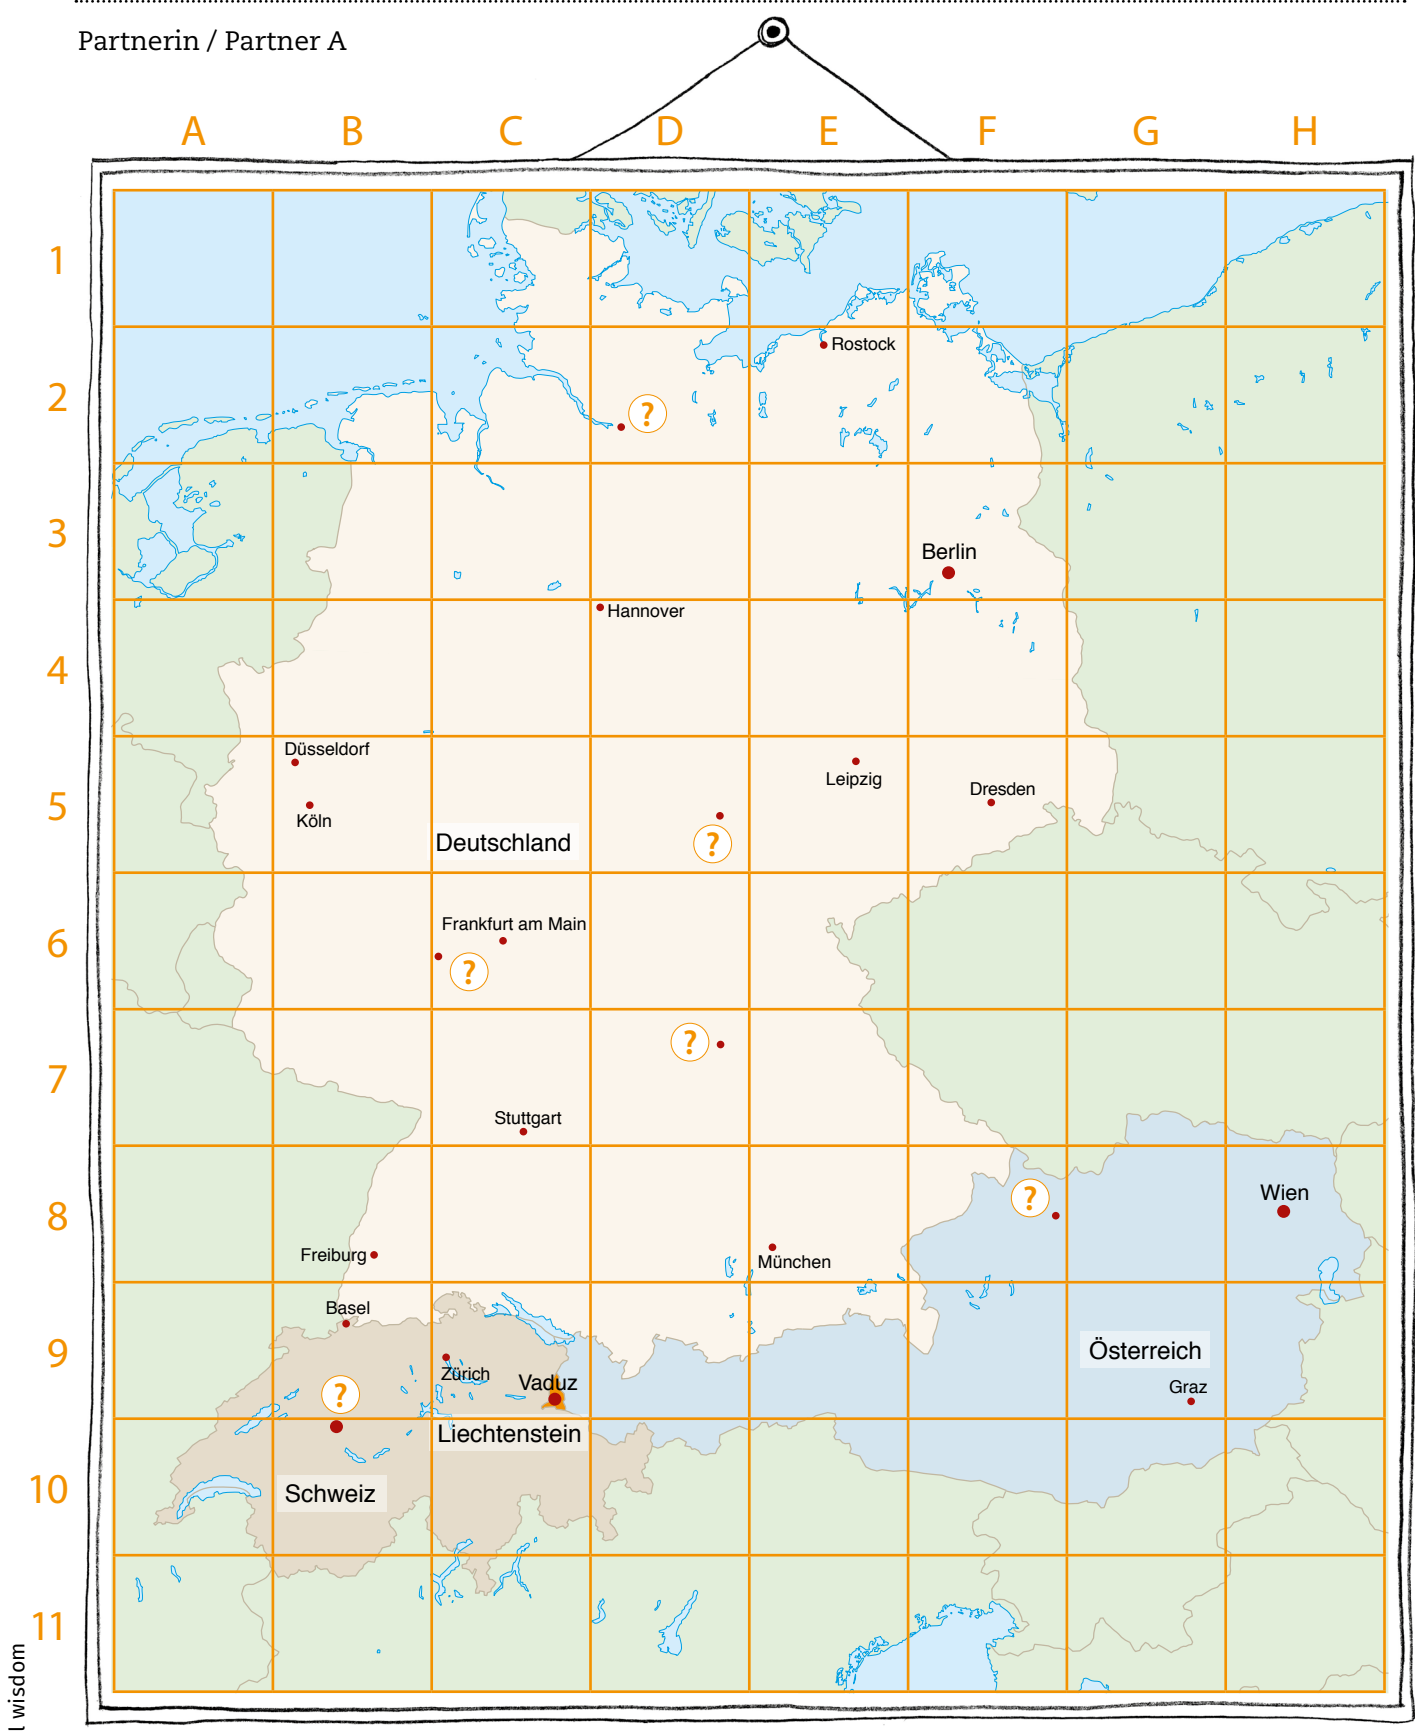 Partnerin / Partner A
A B C D E F G H
1
Rostock
2
?
3
Berlin
Hannover
4
Düsseldorf
Leipzig
Dresden
5
Köln
Deutschland
?
Frankfurt am Main
6
?
?
7
Stuttgart
?
Wien
8
Freiburg
München
Basel
9
Österreich
Zürich
Vaduz
Graz
?
Liechtenstein
10
Schweiz
11
l wisdom